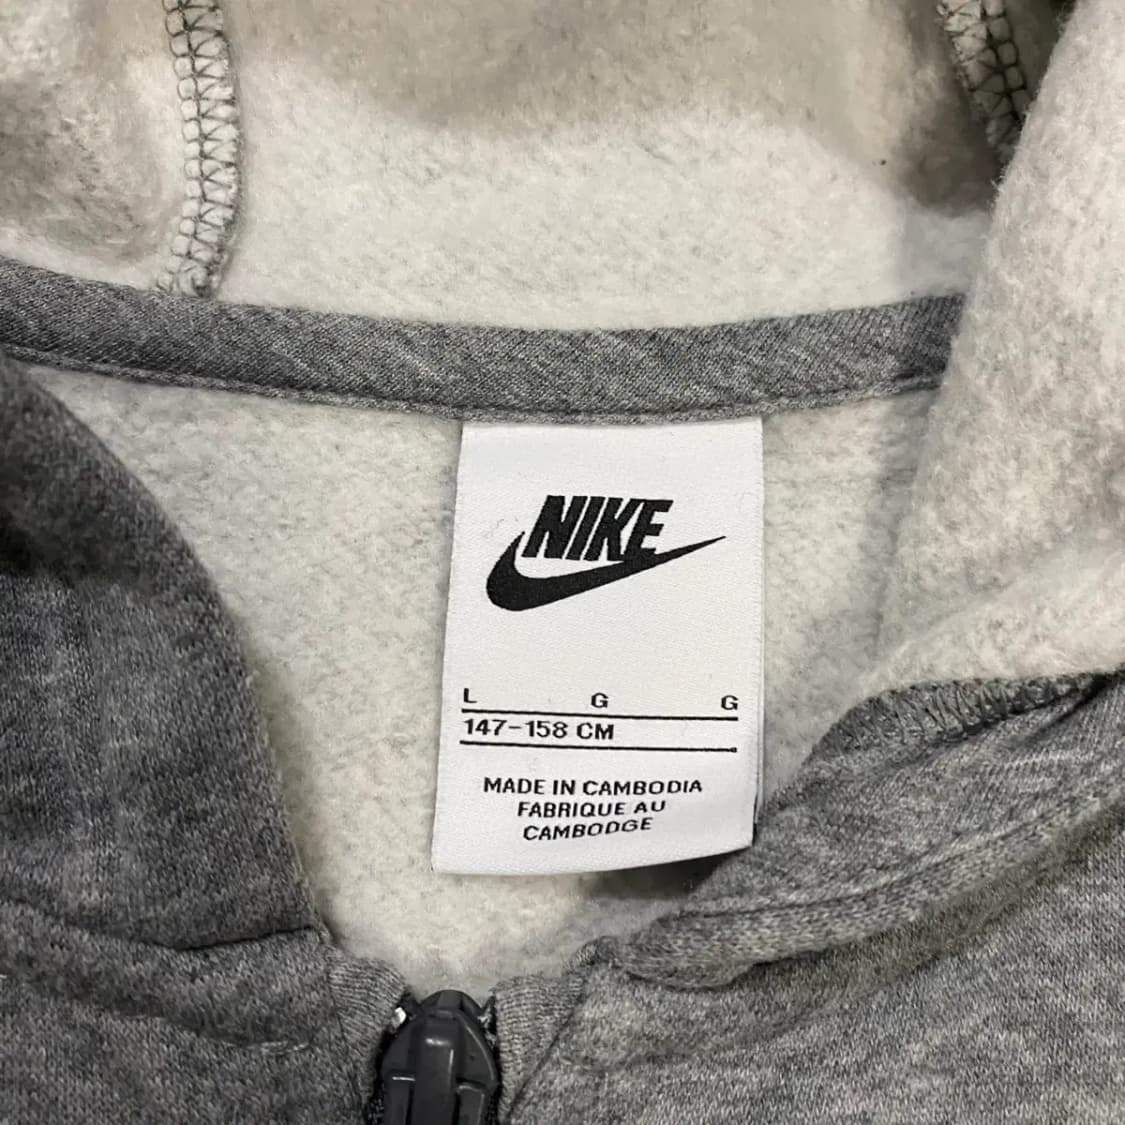 NIKE
L G G
147-158 CM
MADE IN CAMBODIA
FABRIQUE AU
CAMBODGE